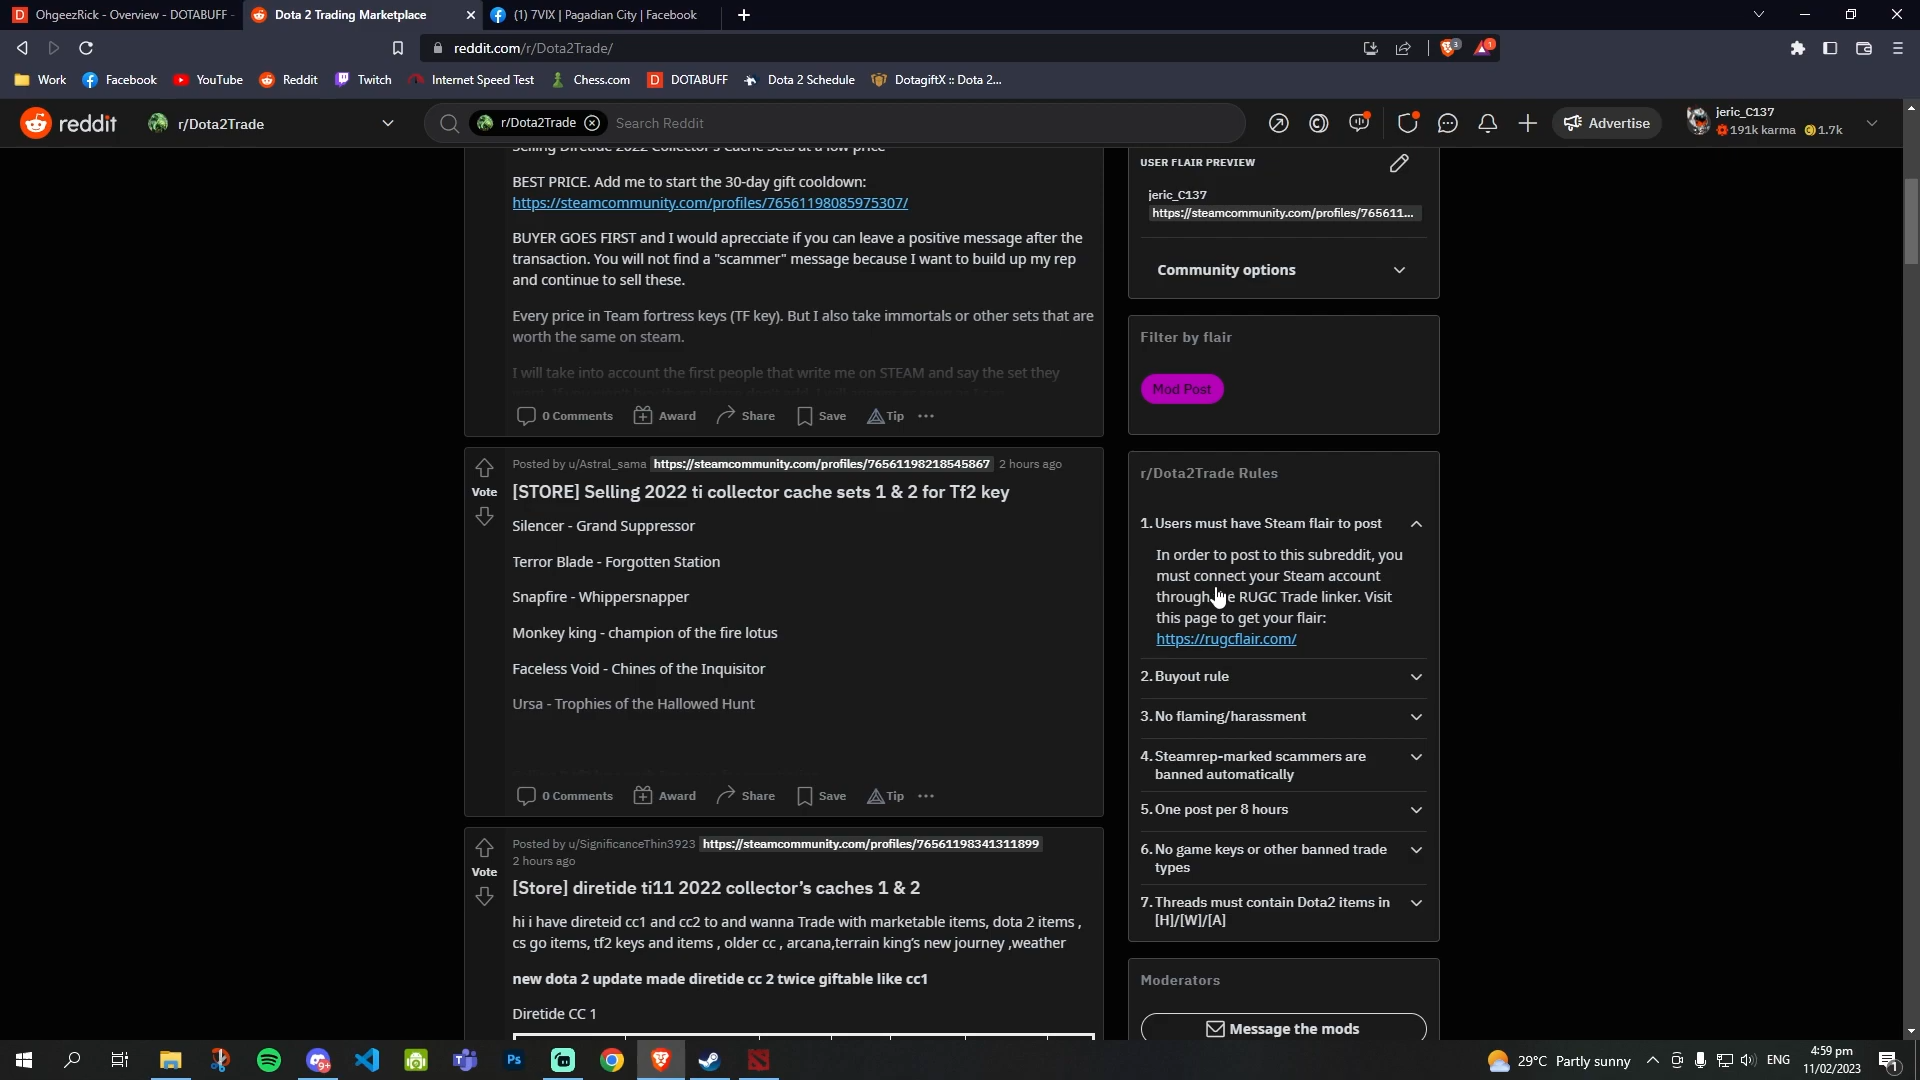 OhgeezRick - Overview - DOTABUFF -
Dota 2 Trading Marketplace
(1) 7VIX | Pagadian City | Facebook
reddit.com/r/Dota2Trade/
3
1
Work
Facebook
YouTube
Reddit
Twitch
Internet Speed Test
Chess.com
DOTABUFF
Dota 2 Schedule
DotagiftX :: Dota 2...
reddit
r/Dota2Trade
r/Dota2Trade
Search Reddit
Advertise
jeric_C137
191k karma 1.7k
Selling Diretide 2022 Collector's Cache Sets at a low price
BEST PRICE. Add me to start the 30-day gift cooldown:
https://steamcommunity.com/profiles/76561198085975307/
BUYER GOES FIRST and I would aprecciate if you can leave a positive message after the
transaction. You will not find a "scammer" message because I want to build up my rep
and continue to sell these.
Every price in Team fortress keys (TF key). But I also take immortals or other sets that are
worth the same on steam.
I will take into account the first people that write me on STEAM and say the set they
0 Comments Award Share Save Tip
Vote
Posted by u/Astral_sama https://steamcommunity.com/profiles/76561198218545867 2 hours ago
[STORE] Selling 2022 ti collector cache sets 1 & 2 for Tf2 key
Silencer - Grand Suppressor
Terror Blade - Forgotten Station
Snapfire - Whippersnapper
Monkey king - champion of the fire lotus
Faceless Void - Chines of the Inquisitor
Ursa - Trophies of the Hallowed Hunt
0 Comments Award Share Save Tip
Vote
Posted by u/SignificanceThin3923 https://steamcommunity.com/profiles/76561198341311899
2 hours ago
[Store] diretide ti11 2022 collector's caches 1 & 2
hi i have direteid cc1 and cc2 to and wanna Trade with marketable items, dota 2 items ,
cs go items, tf2 keys and items , older cc , arcana,terrain king's new journey ,weather
new dota 2 update made diretide cc 2 twice giftable like cc1
Diretide CC 1
USER FLAIR PREVIEW
jeric_C137
https://steamcommunity.com/profiles/765611...
Community options
Filter by flair
Mod Post
r/Dota2Trade Rules
1. Users must have Steam flair to post
In order to post to this subreddit, you
must connect your Steam account
through RUGC Trade linker. Visit
this page to get your flair:
https://rugcflair.com/
2. Buyout rule
3. No flaming/harassment
4. Steamrep-marked scammers are
banned automatically
5. One post per 8 hours
6. No game keys or other banned trade
types
7. Threads must contain Dota2 items in
[H]/[W]/[A]
Moderators
Message the mods
9+
Ps
29°C Partly sunny
ENG
4:59 pm
11/02/2023
1